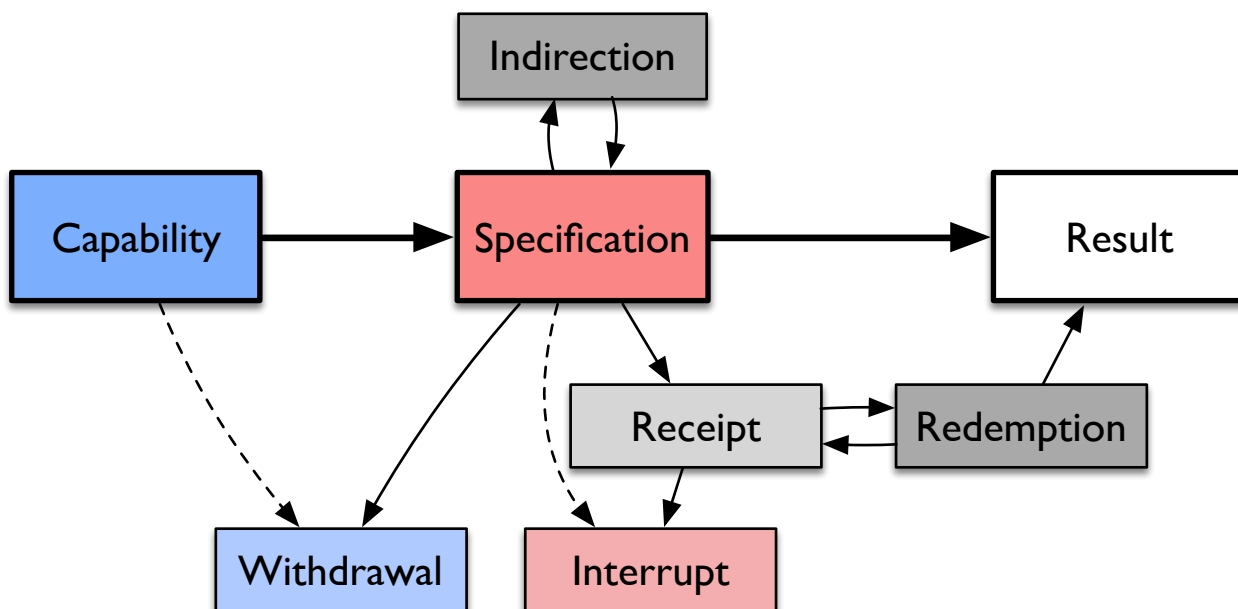 Indirection
Capability
Specification
Result
Receipt
Redemption
Withdrawal
Interrupt